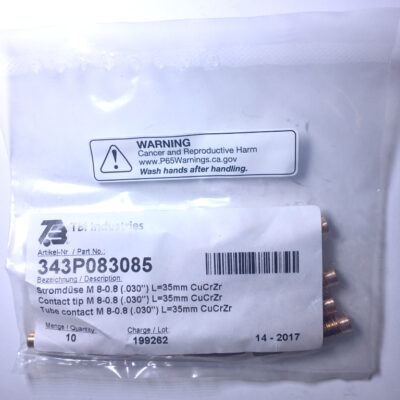 WARNING
Cancer and Reproductive Harm
www.P65Warnings.ca.gov
Wash hands after handling.
TBi Industries
Artikel-Nr. / Part No.:
343P083085
Bezeichnung / Description:
Stromdüse M 8-0.8 (.030") L=35mm CuCrZr
Contact tip M 8-0.8 (.030") L=35mm CuCrZr
Tube contact M 8-0.8 (.030") L=35mm CuCrZr
Menge / Quantity: Charge / Lot:
10 199262 14 - 2017